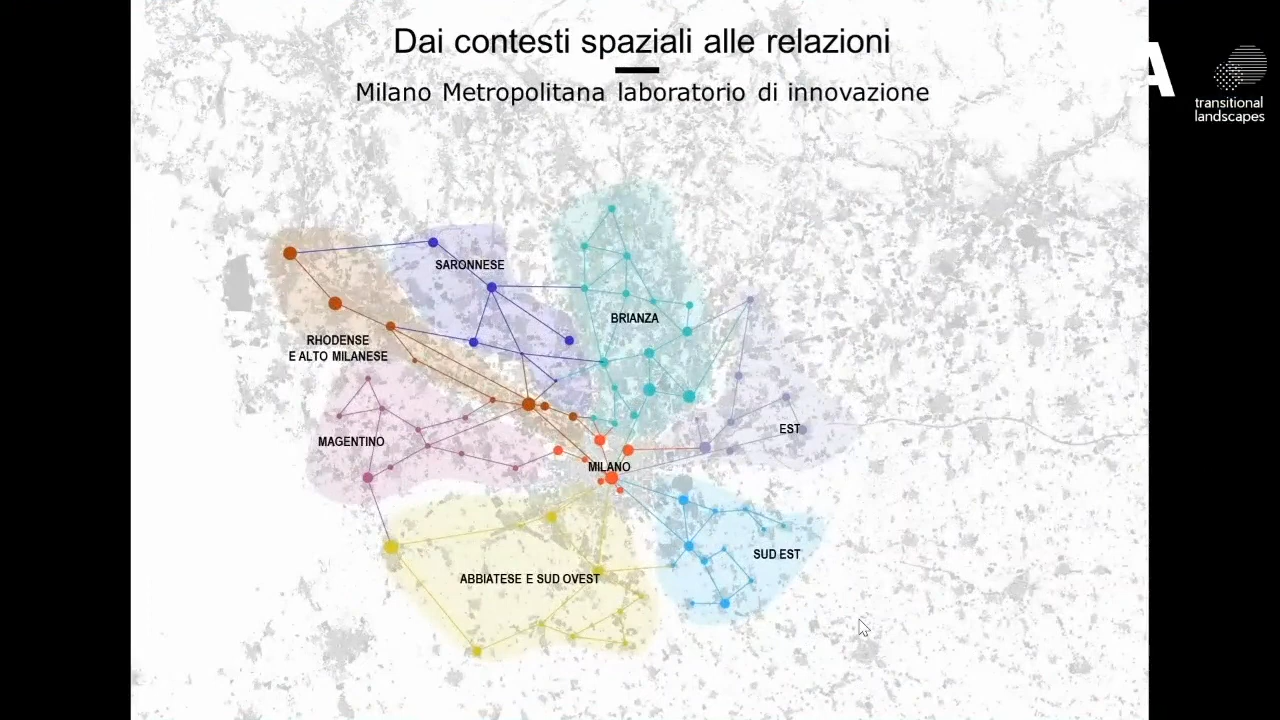 Dai contesti spaziali alle relazioni
Milano Metropolitana laboratorio di innovazione
A
transitional
landscapes
SARONNESE
BRIANZA
RHODENSE
E ALTO MILANESE
MAGENTINO
EST
MILANO
SUD EST
ABBIATESE E SUD OVEST